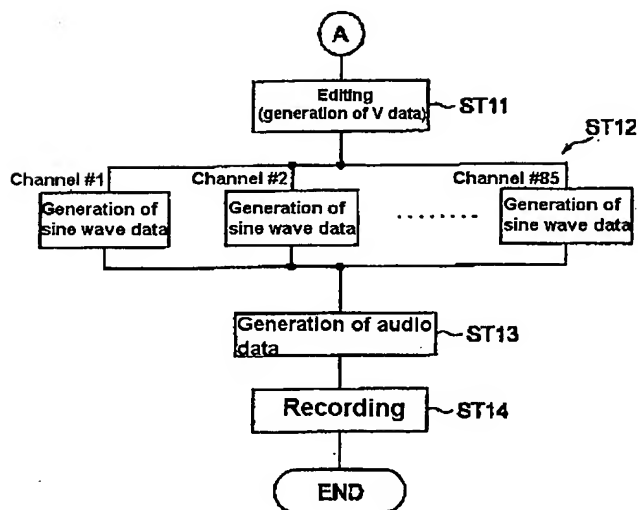 A
Editing
(generation of V data)
ST11
ST12
Channel #1
Channel #2
Channel #85
Generation of
sine wave data
Generation of
sine wave data
Generation of
sine wave data
Generation of audio
data
ST13
Recording
ST14
END